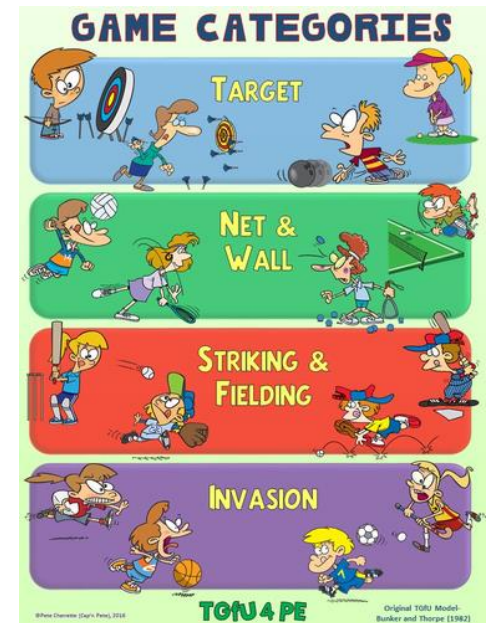 GAME CATEGORIES
TARGET
NET &
WALL
STRIKING &
FIELDING
INVASION
©Pete Charrette (Cap'n Pete), 2016
TGfU 4 PE
Original TGfU Model-
Bunker and Thorpe (1982)